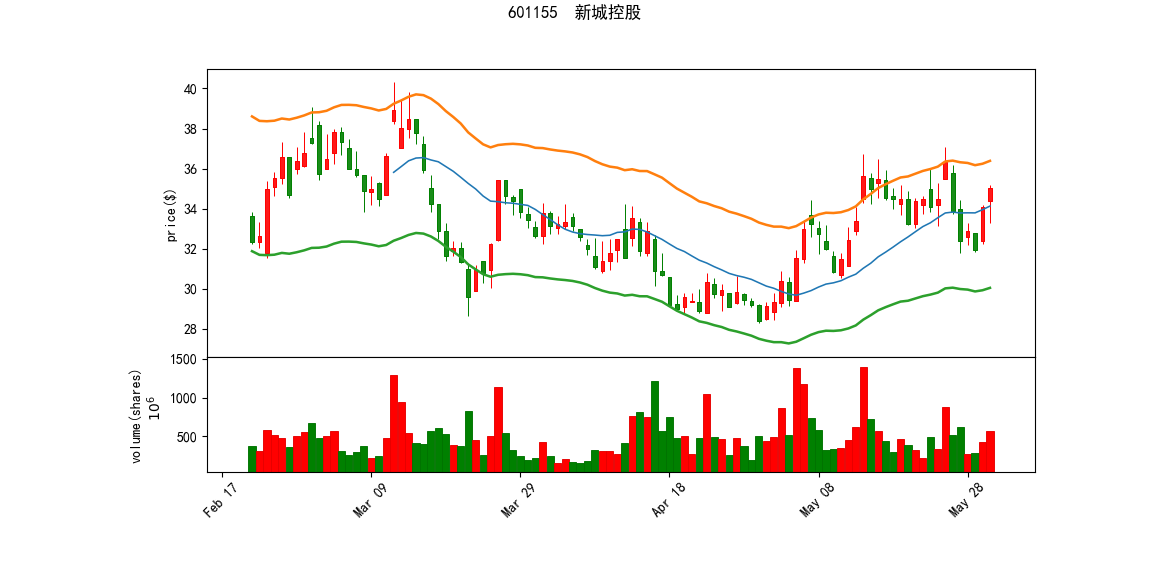 601155 新城控股
price($)
40
38
36
34
32
30
28
volume(shares)
10^6
1500
1000
500
Feb 17
Mar 09
Mar 29
Apr 18
May 08
May 28